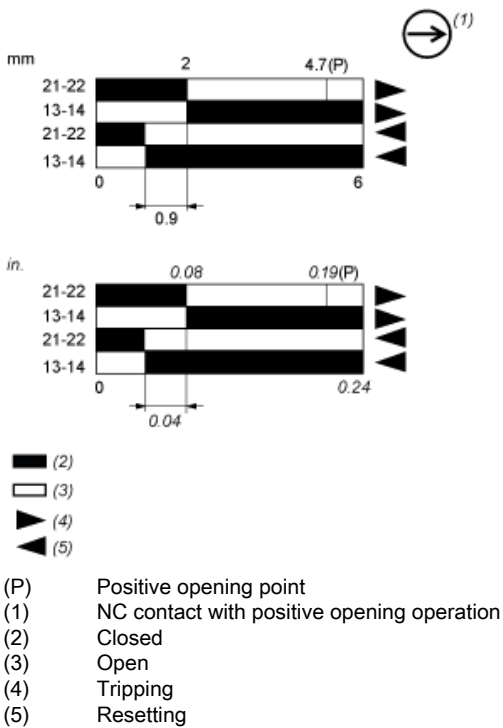 (1)
mm
2 4.7(P)
21-22
13-14
21-22
13-14
0 6
0.9
in.
0.08 0.19(P)
21-22
13-14
21-22
13-14
0 0.24
0.04
(2)
(3)
(4)
(5)
(P) Positive opening point
(1) NC contact with positive opening operation
(2) Closed
(3) Open
(4) Tripping
(5) Resetting